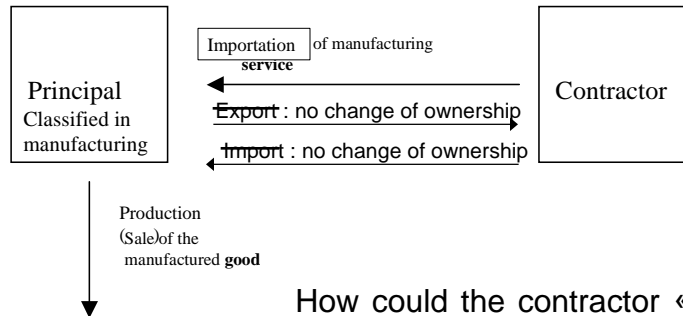 Importation of manufacturing
service
Principal
Classified in
manufacturing
Contractor
Export : no change of ownership
Import : no change of ownership
Production
(Sale)of the
manufactured good
How could the contractor «